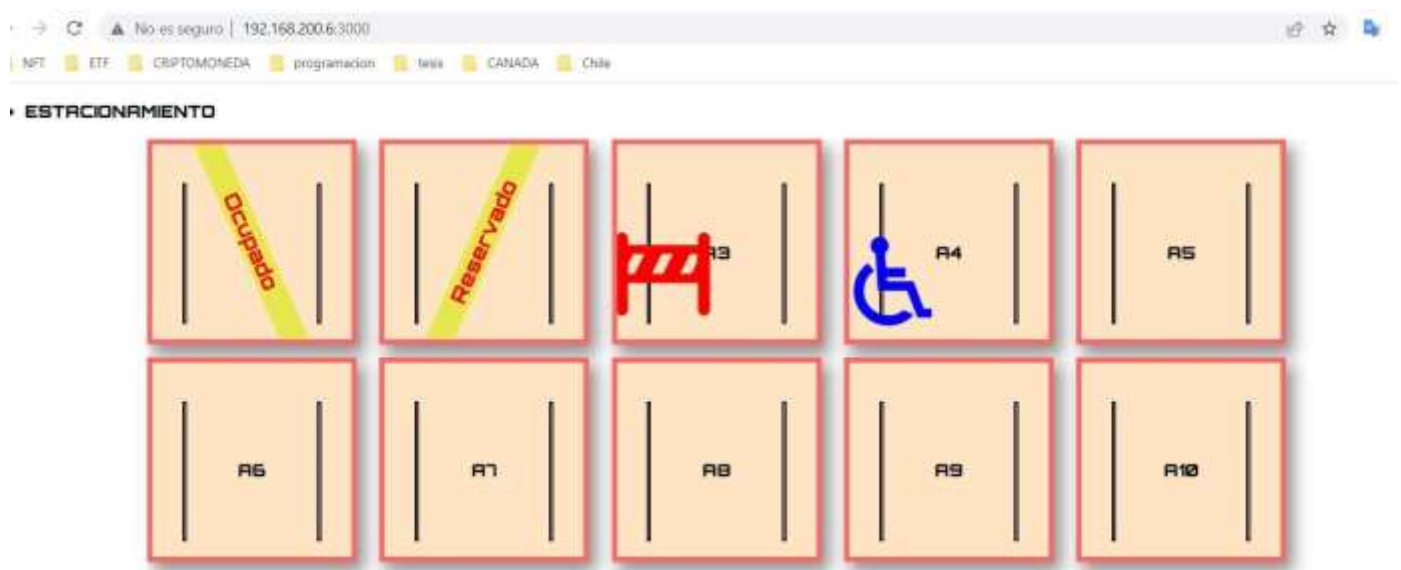 No es seguro | 192.168.200.6:3000
NFT ETF CRIPTOMONEDA programacion tesis CANADA Chile
ESTACIONAMIENTO
Ocupado Reservado A3 A4 A5
A6 A7 A8 A9 A10